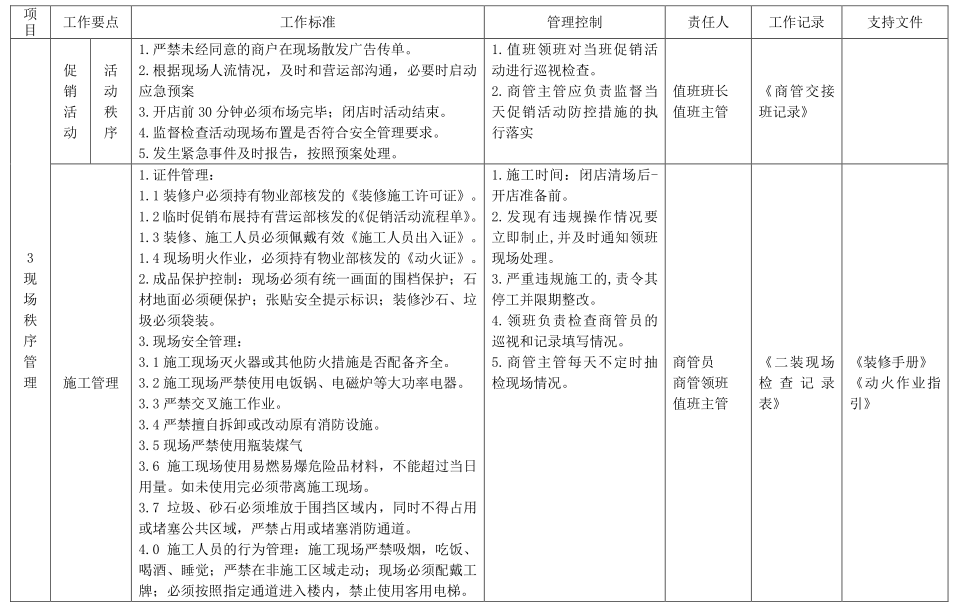 项目 工作要点 工作标准 管理控制 责任人 工作记录 支持文件
3 现场秩序管理
促销活动
活动秩序
1.严禁未经同意的商户在现场散发广告传单。
2.根据现场人流情况，及时和营运部沟通，必要时启动
应急预案
3.开店前 30 分钟必须布场完毕；闭店时活动结束。
4.监督检查活动现场布置是否符合安全管理要求。
5.发生紧急事件及时报告，按照预案处理。
1.值班领班对当班促销活
动进行巡视检查。
2.商管主管应负责监督当
天促销活动防控措施的执
行落实
值班班长
值班主管
《商管交接
班记录》
施工管理
1.证件管理：
1.1 装修户必须持有物业部核发的《装修施工许可证》。
1.2 临时促销布展持有营运部核发的《促销活动流程单》。
1.3 装修、施工人员必须佩戴有效《施工人员出入证》。
1.4 现场明火作业，必须持有物业部核发的《动火证》。
2.成品保护控制：现场必须有统一画面的围档保护；石
材地面必须硬保护；张贴安全提示标识；装修沙石、垃
圾必须袋装。
3.现场安全管理：
3.1 施工现场灭火器或其他防火措施是否配备齐全。
3.2 施工现场严禁使用电饭锅、电磁炉等大功率电器。
3.3 严禁交叉施工作业。
3.4 严禁擅自拆卸或改动原有消防设施。
3.5 现场严禁使用瓶装煤气
3.6 施工现场使用易燃易爆危险品材料，不能超过当日
用量。如未使用完必须带离施工现场。
3.7 垃圾、砂石必须堆放于围挡区域内，同时不得占用
或堵塞公共区域，严禁占用或堵塞消防通道。
4.0 施工人员的行为管理：施工现场严禁吸烟，吃饭、
喝酒、睡觉；严禁在非施工区域走动；现场必须配戴工
牌；必须按照指定通道进入楼内，禁止使用客用电梯。
1.施工时间：闭店清场后-
开店准备前.
2.发现有违规操作情况要
立即制止,并及时通知领班
现场处理。
3.严重违规施工的,责令其
停工并限期整改。
4.领班负责检查商管员的
巡视和记录填写情况。
5.商管主管每天不定时抽
检现场情况。
商管员
商管领班
值班主管
《二装现场
检查记录
表》
《装修手册》
《动火作业指
引》